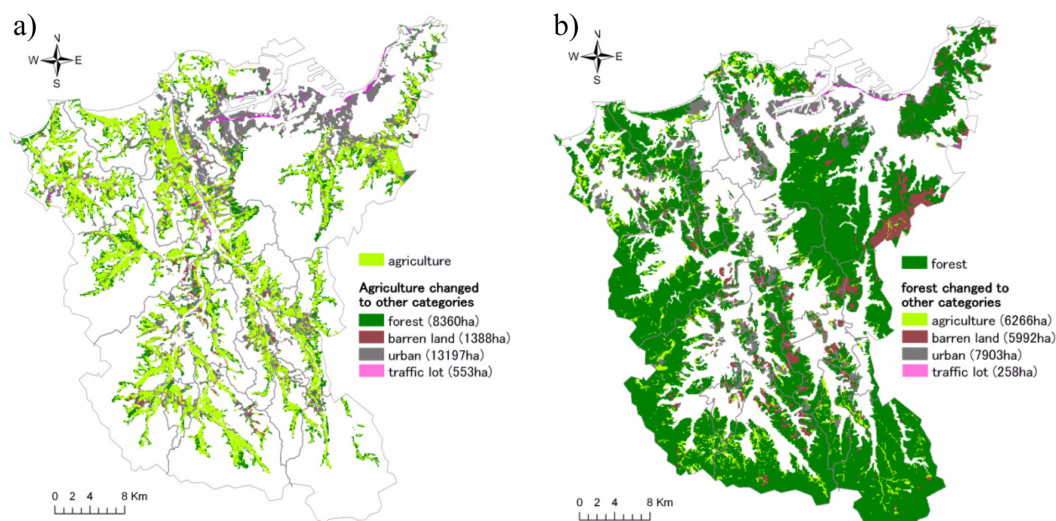 a)
N
W E
S
agriculture
Agriculture changed
to other categories
forest (8360ha)
barren land (1388ha)
urban (13197ha)
traffic lot (553ha)
0 2 4 8 Km
b)
N
W E
S
forest
forest changed to
other categories
agriculture (6266ha)
barren land (5992ha)
urban (7903ha)
traffic lot (258ha)
0 2 4 8 Km